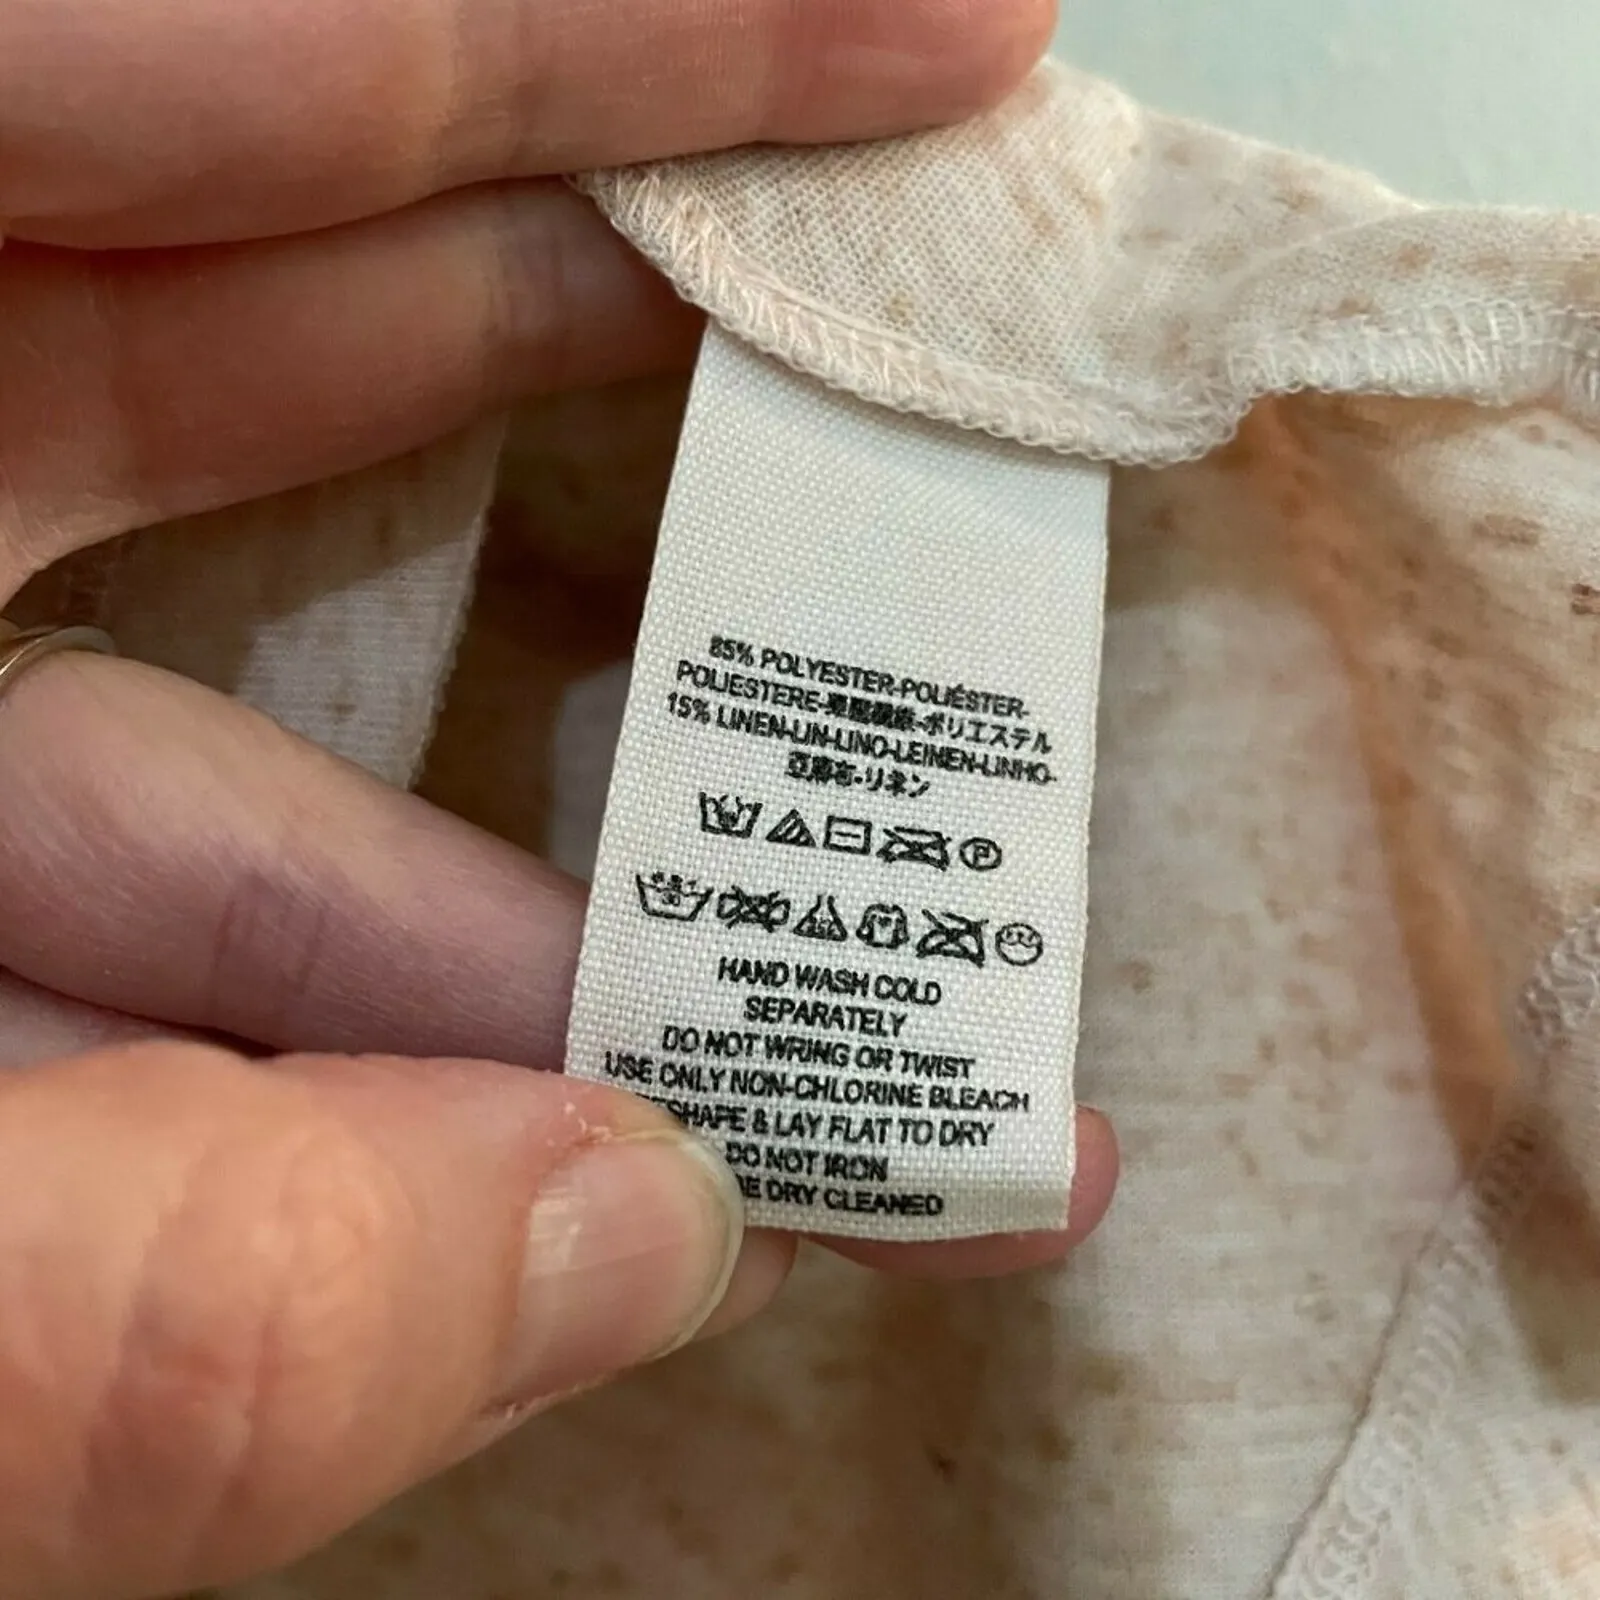 85% POLYESTER-POLIÉSTER-
POLIESTERE-聚酯纖維-ポリエステル
15% LINEN-LIN-LINO-LEINEN-LINHO-
亞麻布-リネン
HAND WASH COLD
SEPARATELY
DO NOT WRING OR TWIST
USE ONLY NON-CHLORINE BLEACH
& LAY FLAT TO DRY
DO NOT IRON
DRY CLEANED